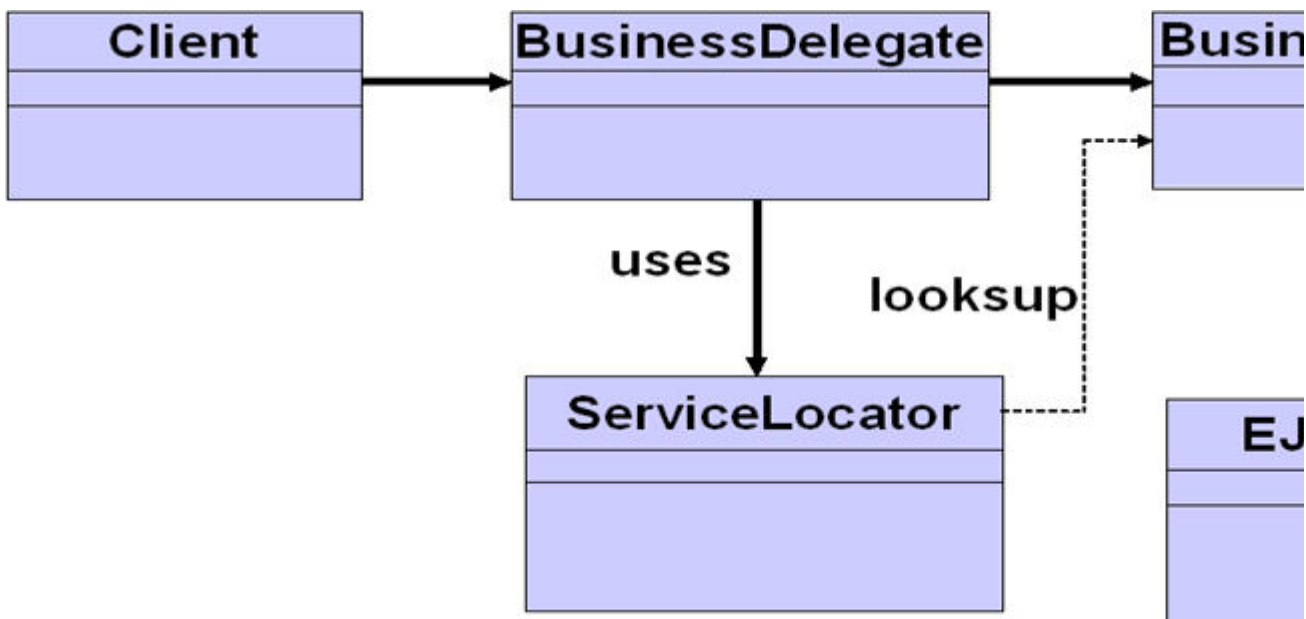 Client
BusinessDelegate
Busin
uses
looksup
ServiceLocator
EJ